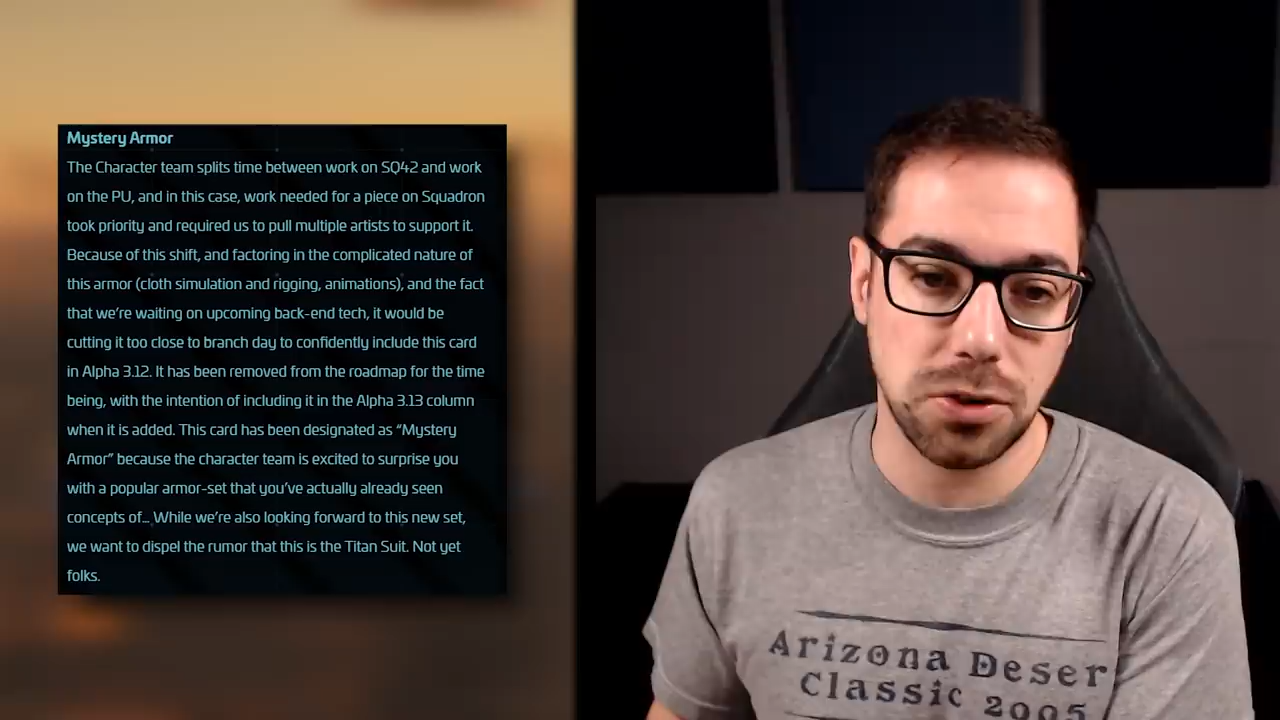 Mystery Armor
The Character team splits time between work on SQ42 and work
on the PU, and in this case, work needed for a piece on Squadron
took priority and required us to pull multiple artists to support it.
Because of this shift, and factoring in the complicated nature of
this armor (cloth simulation and rigging, animations), and the fact
that we're waiting on upcoming back-end tech, it would be
cutting it too close to branch day to confidently include this card
in Alpha 3.12. It has been removed from the roadmap for the time
being, with the intention of including it in the Alpha 3.13 column
when it is added. This card has been designated as “Mystery
Armor” because the character team is excited to surprise you
with a popular armor-set that you've actually already seen
concepts of... While we're also looking forward to this new set,
we want to dispel the rumor that this is the Titan Suit. Not yet
folks.
Arizona Deser
Classic 2005